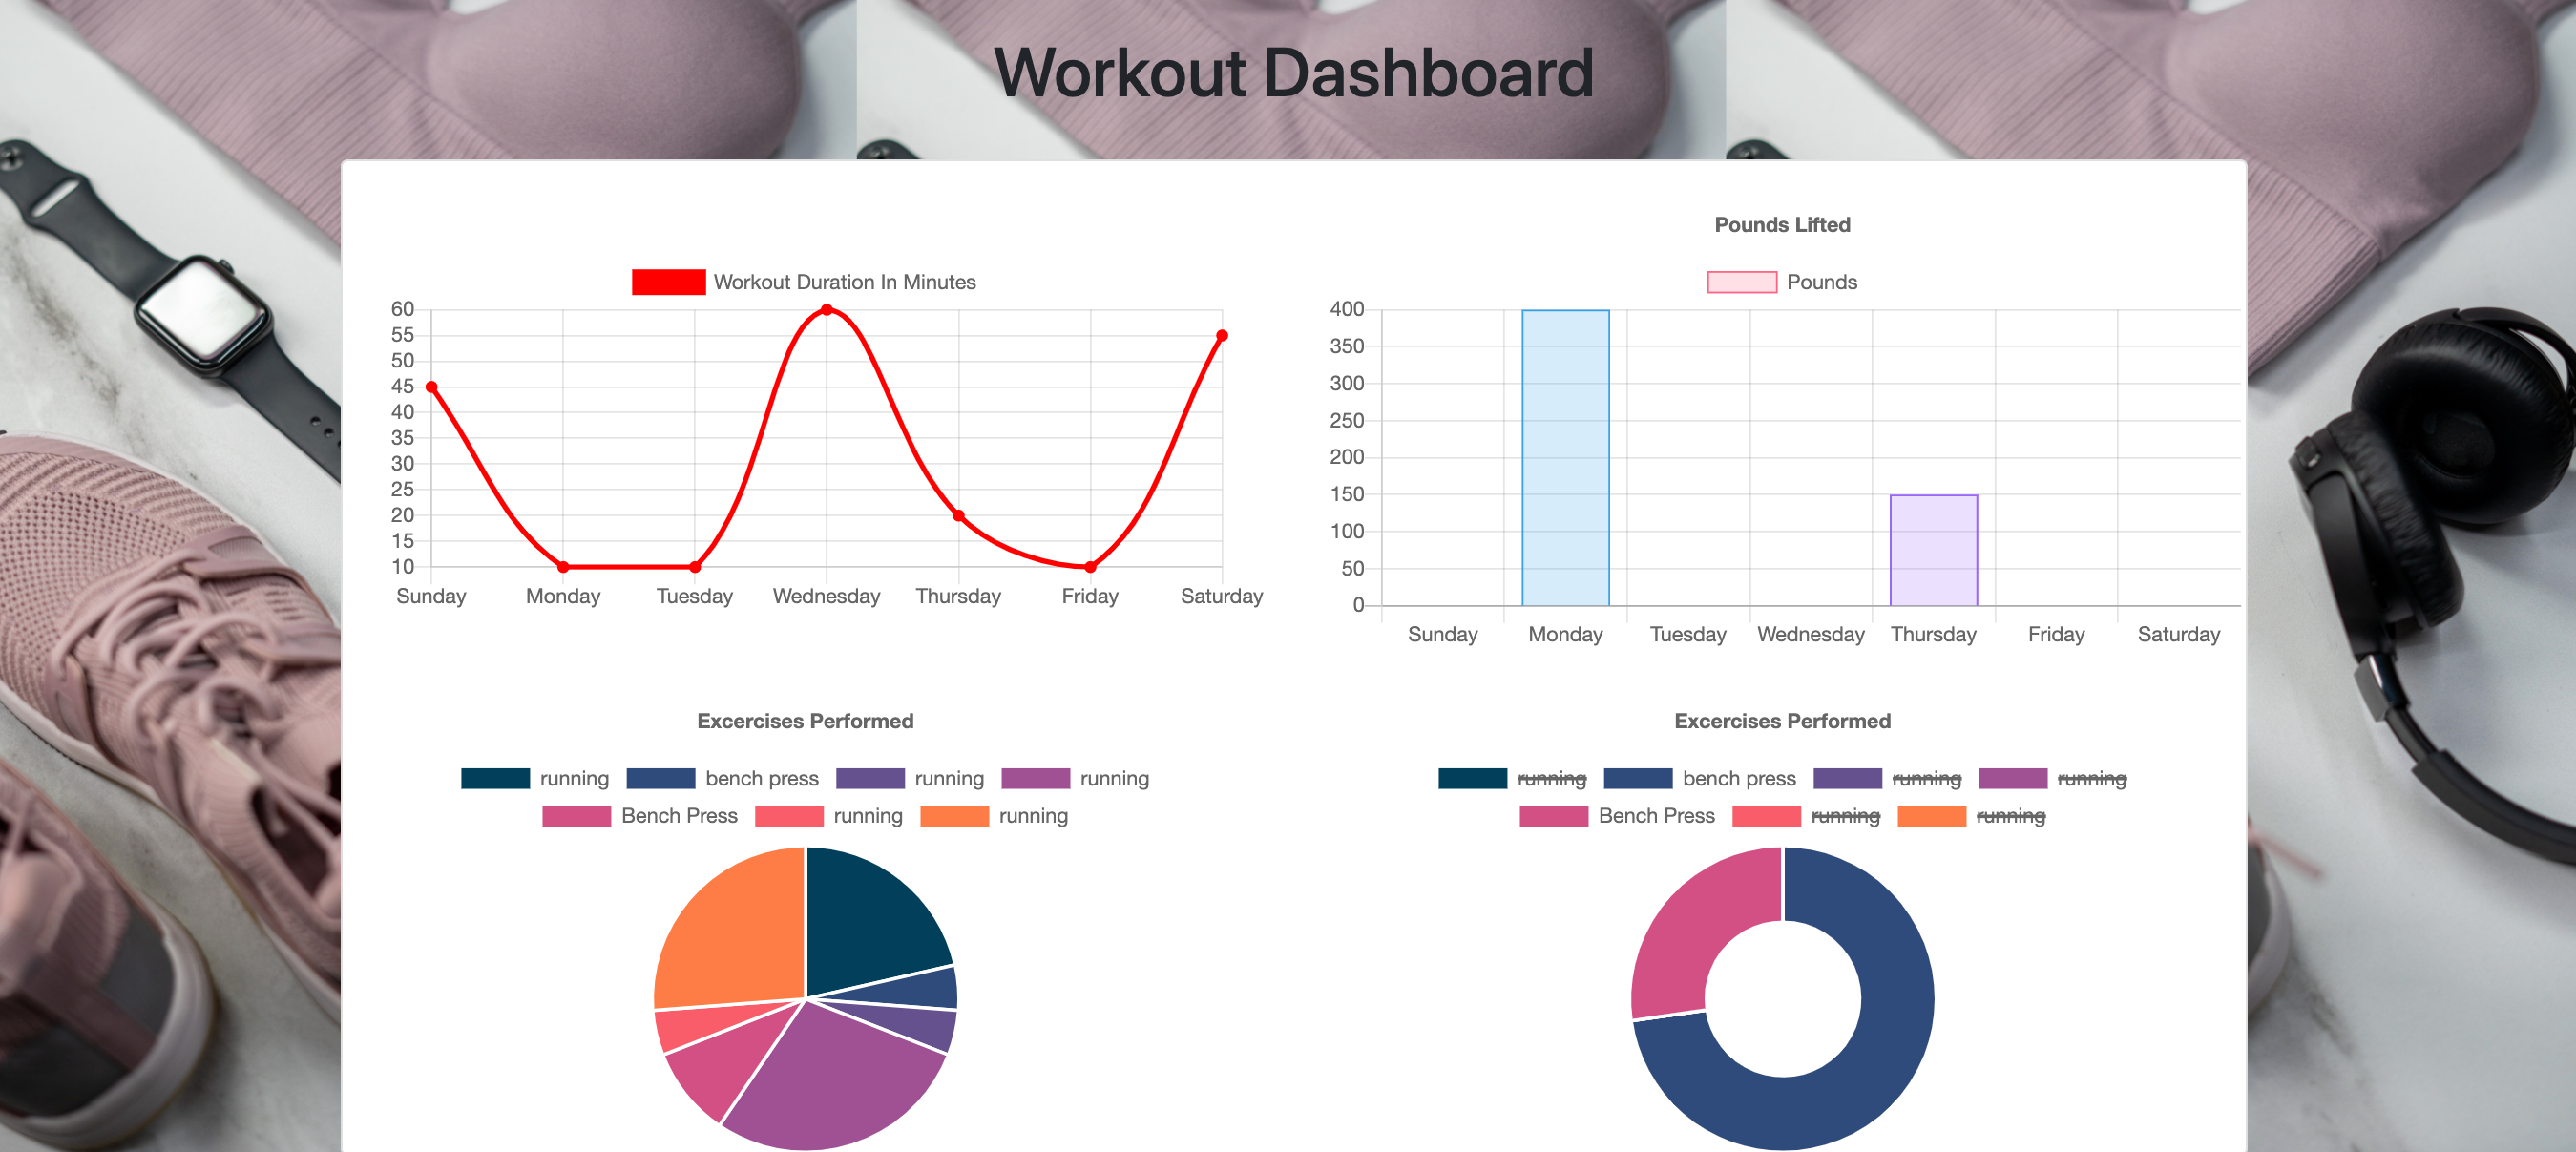 Workout Dashboard
Workout Duration In Minutes
60
55
50
45
40
35
30
25
20
15
10
Sunday Monday Tuesday Wednesday Thursday Friday Saturday
Pounds Lifted
Pounds
400
350
300
250
200
150
100
50
0
Sunday Monday Tuesday Wednesday Thursday Friday Saturday
Excercises Performed
running bench press running running
Bench Press running running
Excercises Performed
running bench press running running
Bench Press running running